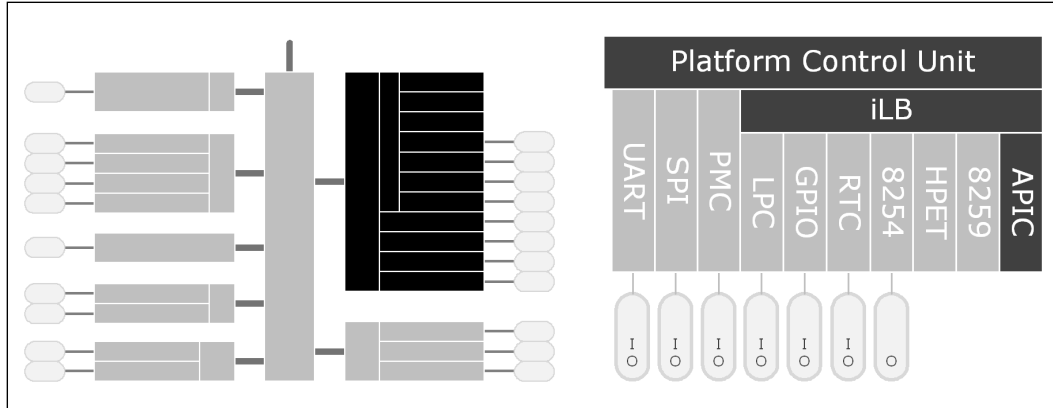 Platform Control Unit
iLB
UART
SPI
PMC
LPC
GPIO
RTC
8254
HPET
8259
APIC
I
O
I
O
I
O
I
O
I
O
I
O
O